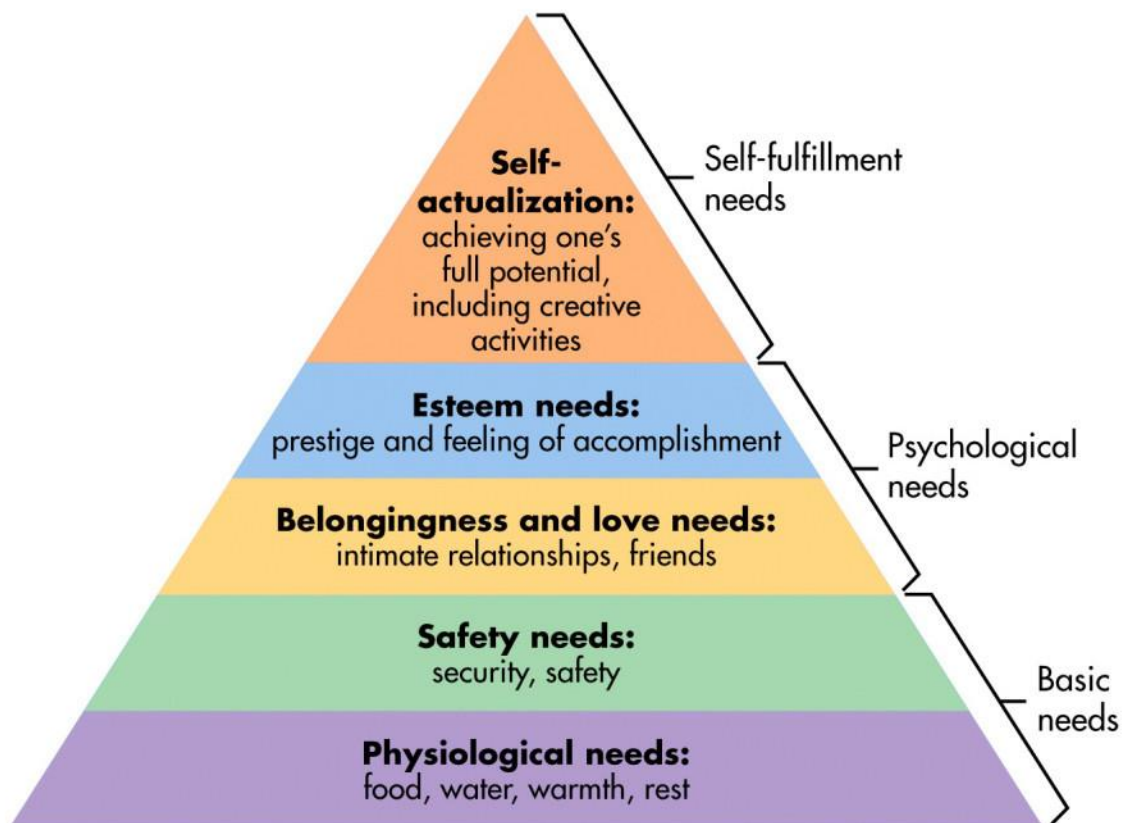 Self-
actualization:
achieving one's
full potential,
including creative
activities
Self-fulfillment
needs
Esteem needs:
prestige and feeling of accomplishment
Psychological
needs
Belongingness and love needs:
intimate relationships, friends
Safety needs:
security, safety
Basic
needs
Physiological needs:
food, water, warmth, rest